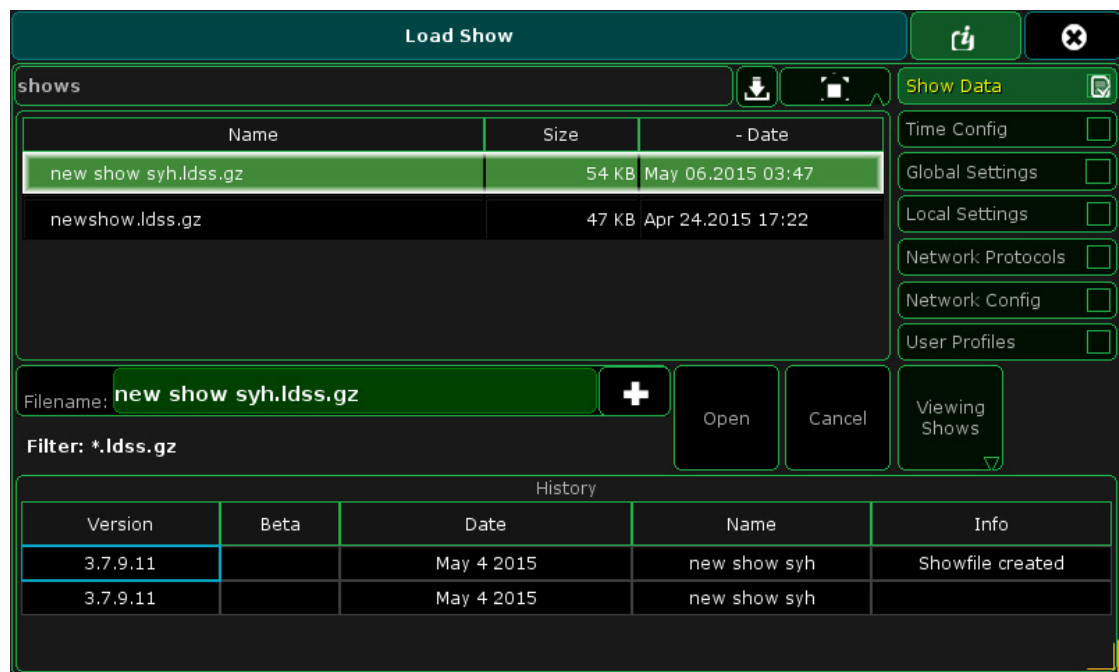 Load Show
shows
Show Data
Name Size - Date
Time Config
new show syh.ldss.gz 54 KB May 06.2015 03:47
Global Settings
newshow.ldss.gz 47 KB Apr 24.2015 17:22
Local Settings
Network Protocols
Network Config
User Profiles
Filename: new show syh.ldss.gz
Open
Cancel
Viewing
Shows
Filter: *.ldss.gz
History
Version Beta Date Name Info
3.7.9.11 May 4 2015 new show syh Showfile created
3.7.9.11 May 4 2015 new show syh